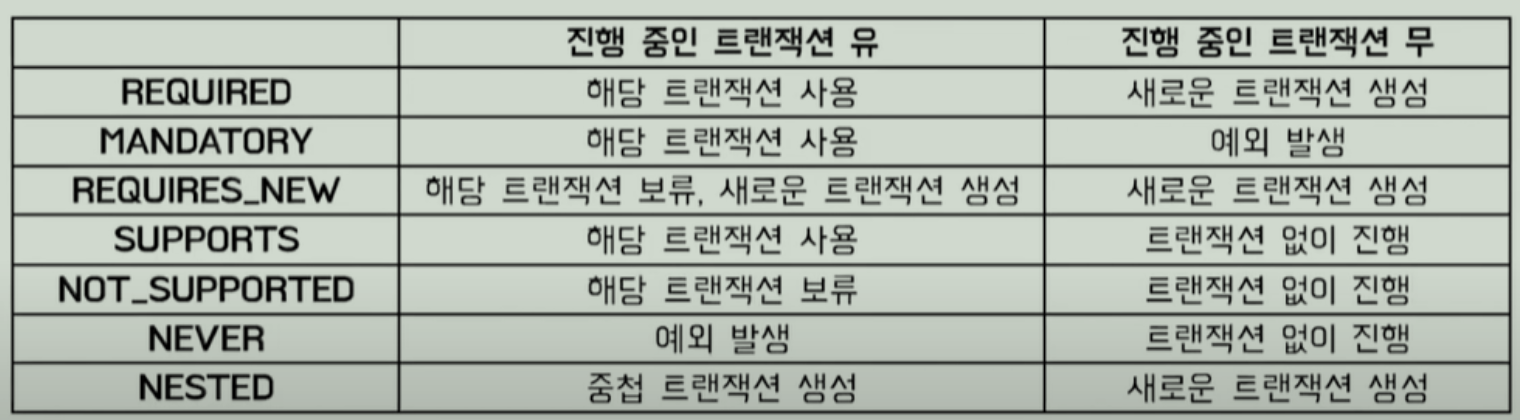 진행 중인 트랜잭션 유 진행 중인 트랜잭션 무
REQUIRED 해당 트랜잭션 사용 새로운 트랜잭션 생성
MANDATORY 해당 트랜잭션 사용 예외 발생
REQUIRES_NEW 해당 트랜잭션 보류, 새로운 트랜잭션 생성 새로운 트랜잭션 생성
SUPPORTS 해당 트랜잭션 사용 트랜잭션 없이 진행
NOT_SUPPORTED 해당 트랜잭션 보류 트랜잭션 없이 진행
NEVER 예외 발생 트랜잭션 없이 진행
NESTED 중첩 트랜잭션 생성 새로운 트랜잭션 생성